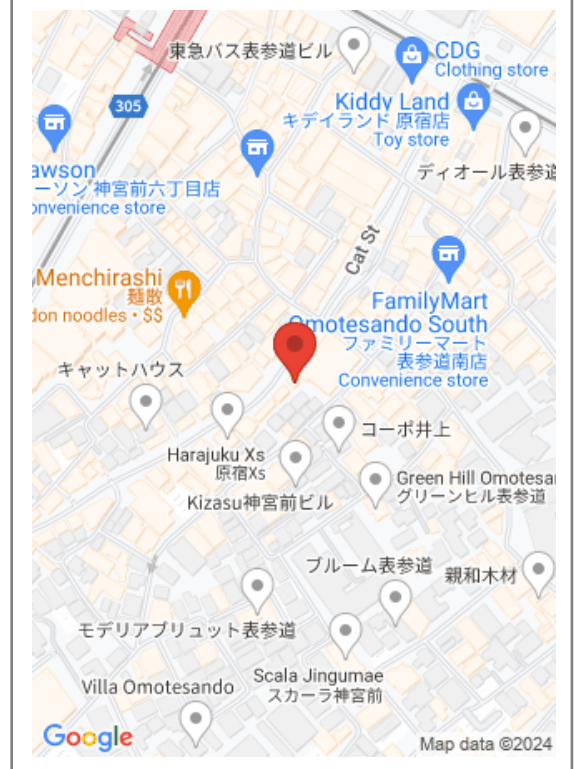 東急バス表参道ビル
CDG
Clothing store
305
Kiddy Land
キデイランド 原宿店
Toy store
ディオール表参道
awson
ーソン 神宮前六丁目店
onvenience store
Cat St
Menchirashi
麺散
don noodles • $$
FamilyMart
Omotesando South
ファミリーマート
表参道南店
Convenience store
キャットハウス
コーポ井上
Harajuku Xs
原宿Xs
Kizasu神宮前ビル
Green Hill Omotesa
グリーンヒル表参道
ブルーム表参道
親和木材
モデリアブリュット表参道
Scala Jingumae
スカーラ神宮前
Villa Omotesando
Google
Map data ©2024